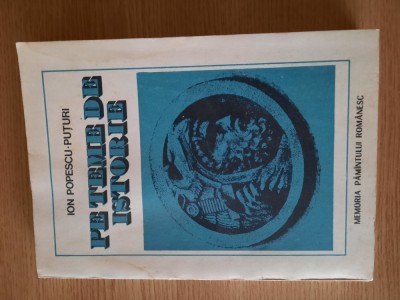 ION POPESCU-PUȚURI
PE TEME DE
ISTORIE
MEMORIA PĂMÎNTULUI ROMÂNESC